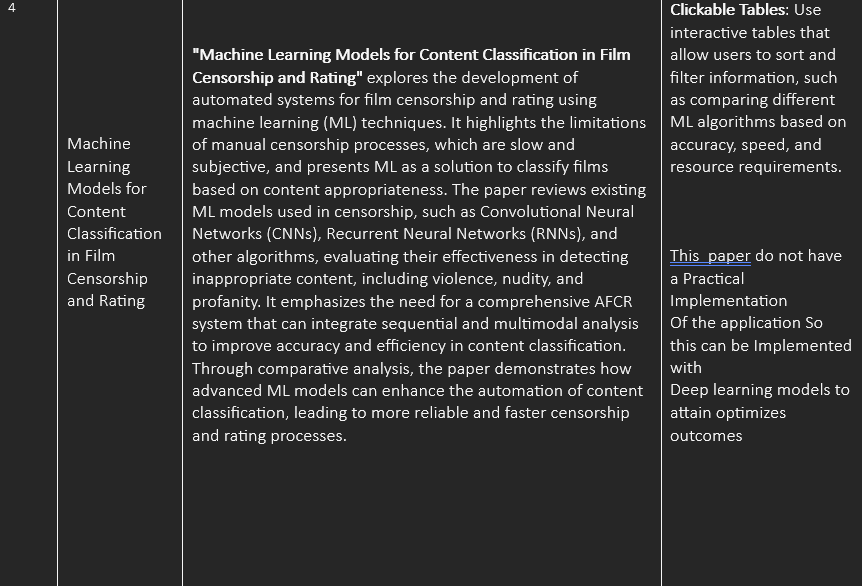 4
Machine
Learning
Models for
Content
Classification
in Film
Censorship
and Rating
"Machine Learning Models for Content Classification in Film
Censorship and Rating" explores the development of
automated systems for film censorship and rating using
machine learning (ML) techniques. It highlights the limitations
of manual censorship processes, which are slow and
subjective, and presents ML as a solution to classify films
based on content appropriateness. The paper reviews existing
ML models used in censorship, such as Convolutional Neural
Networks (CNNs), Recurrent Neural Networks (RNNs), and
other algorithms, evaluating their effectiveness in detecting
inappropriate content, including violence, nudity, and
profanity. It emphasizes the need for a comprehensive AFCR
system that can integrate sequential and multimodal analysis
to improve accuracy and efficiency in content classification.
Through comparative analysis, the paper demonstrates how
advanced ML models can enhance the automation of content
classification, leading to more reliable and faster censorship
and rating processes.
Clickable Tables: Use
interactive tables that
allow users to sort and
filter information, such
as comparing different
ML algorithms based on
accuracy, speed, and
resource requirements.
This paper do not have
a Practical
Implementation
Of the application So
this can be Implemented
with
Deep learning models to
attain optimizes
outcomes